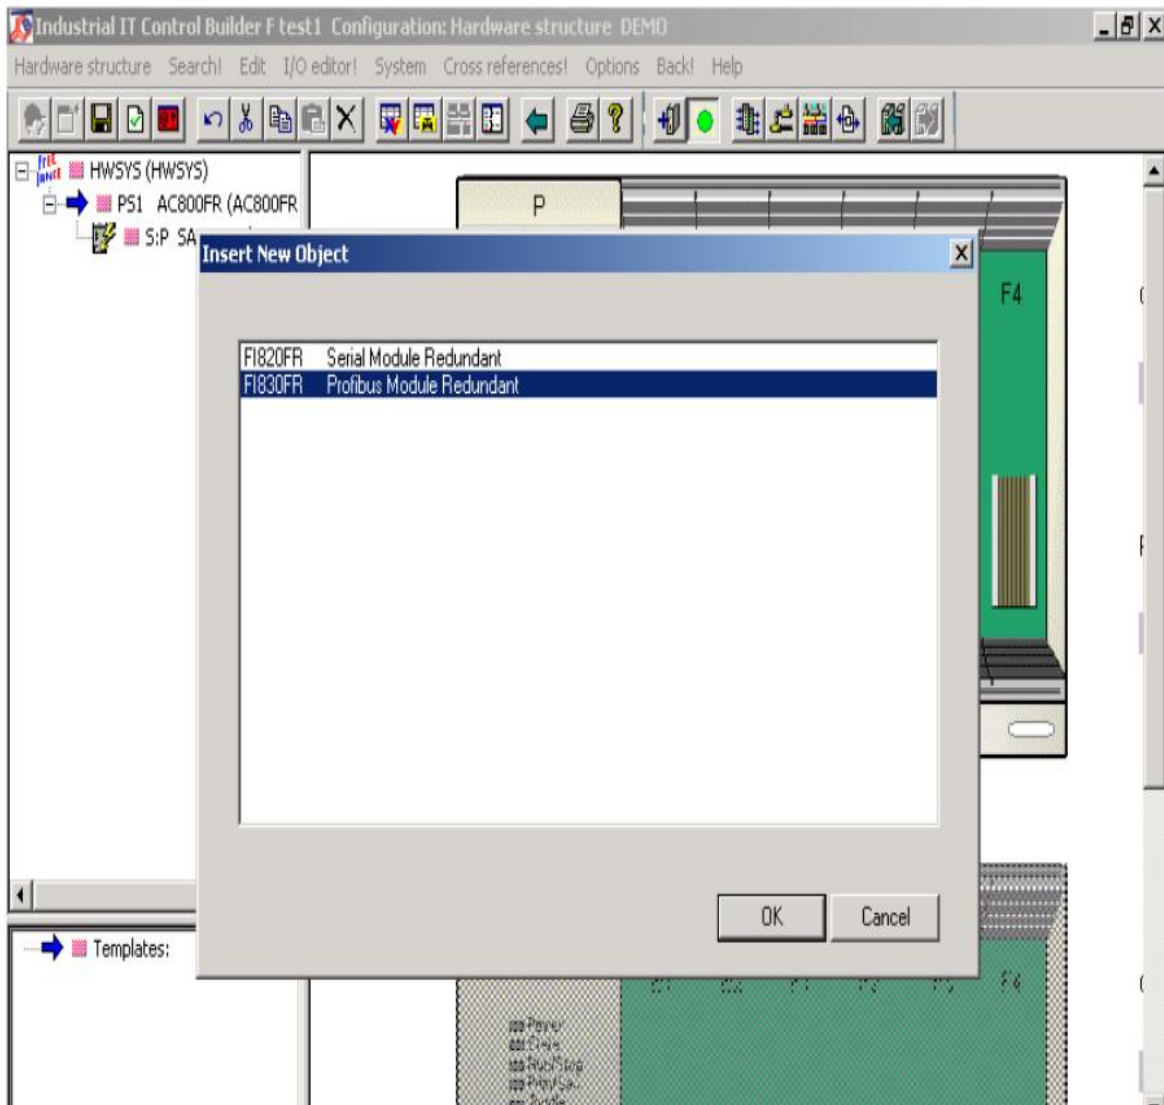 Industrial IT Control Builder F test1 Configuration: Hardware structure DEMO
Hardware structure Search! Edit I/O editor! System Cross references! Options Back! Help
HWSYS (HWSYS)
PS1 AC800FR (AC800FR
S:P SA
P
Insert New Object
F4
FI820FR Serial Module Redundant
FI830FR Profibus Module Redundant
OK Cancel
Templates:
F4
Power